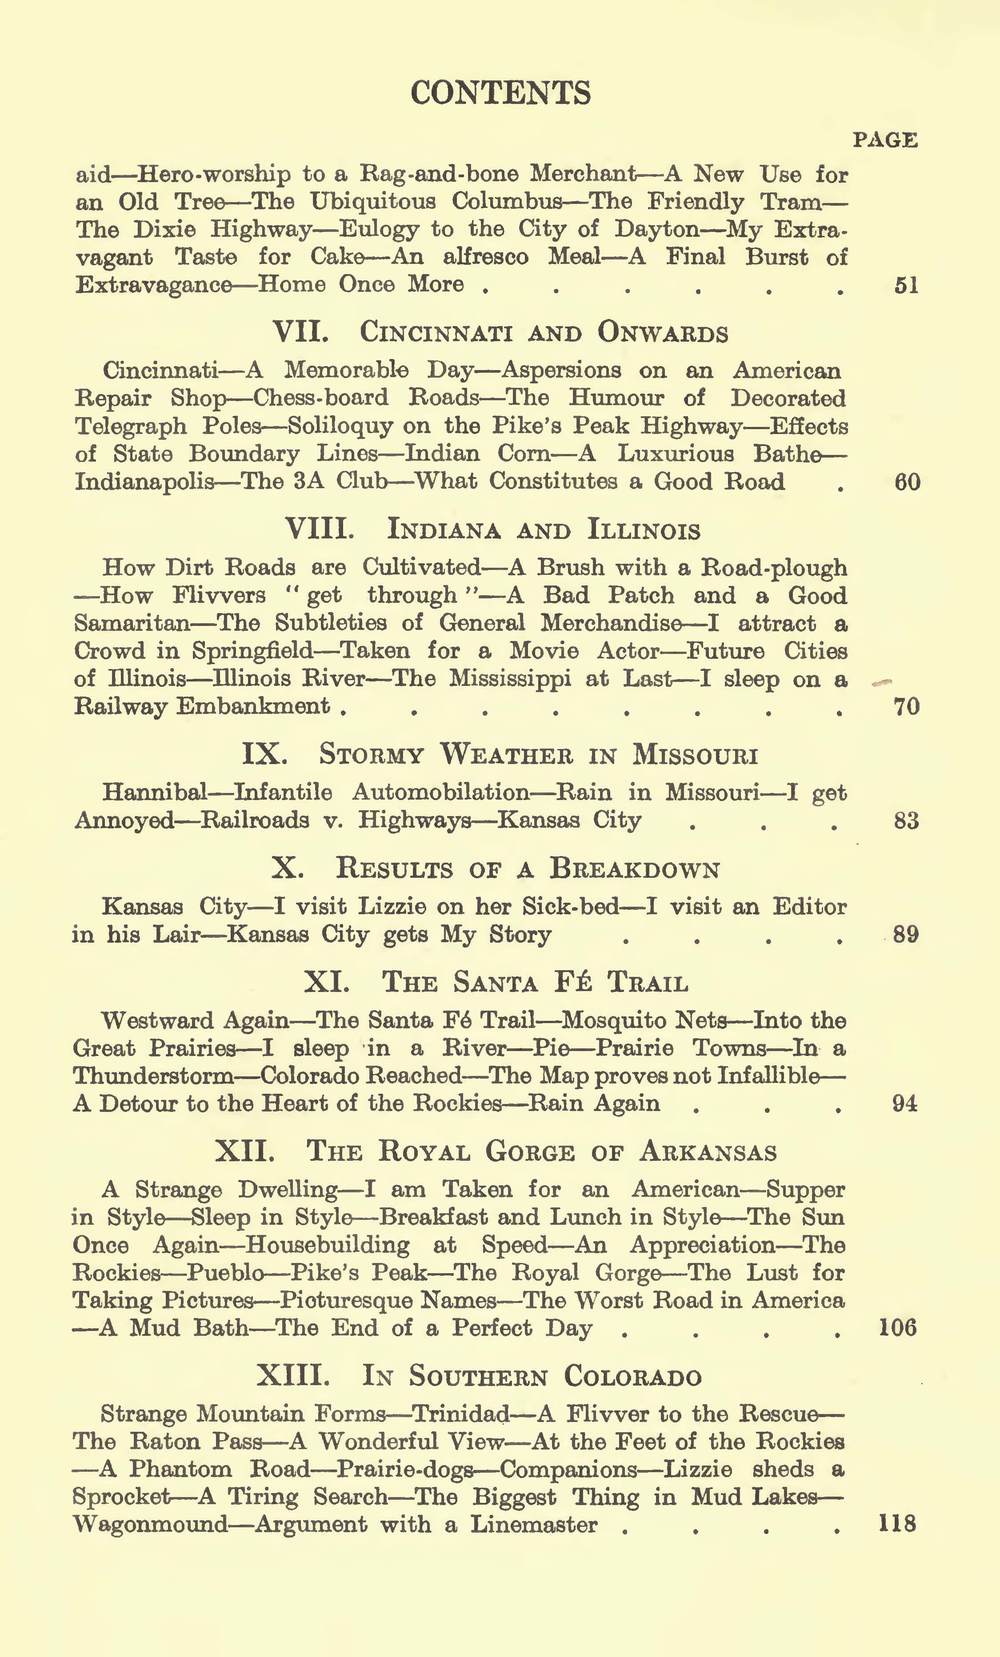 CONTENTS
PAGE
aid—Hero-worship to a Rag-and-bone Merchant—A New Use for
an Old Tree—The Ubiquitous Columbus—The Friendly Tram—
The Dixie Highway—Eulogy to the City of Dayton—My Extra-
vagant Taste for Cake—An alfresco Meal—A Final Burst of
Extravagance—Home Once More . . . . . . 51
VII. Cincinnati and Onwards
Cincinnati—A Memorable Day—Aspersions on an American
Repair Shop—Chess-board Roads—The Humour of Decorated
Telegraph Poles—Soliloquy on the Pike's Peak Highway—Effects
of State Boundary Lines—Indian Corn—A Luxurious Bathe—
Indianapolis—The 3A Club—What Constitutes a Good Road . 60
VIII. Indiana and Illinois
How Dirt Roads are Cultivated—A Brush with a Road-plough
—How Flivvers "get through"—A Bad Patch and a Good
Samaritan—The Subtleties of General Merchandise—I attract a
Crowd in Springfield—Taken for a Movie Actor—Future Cities
of Illinois—Illinois River—The Mississippi at Last—I sleep on a
Railway Embankment . . . . . . . . 70
IX. Stormy Weather in Missouri
Hannibal—Infantile Automobilation—Rain in Missouri—I get
Annoyed—Railroads v. Highways—Kansas City . . . 83
X. Results of a Breakdown
Kansas City—I visit Lizzie on her Sick-bed—I visit an Editor
in his Lair—Kansas City gets My Story . . . . 89
XI. The Santa Fé Trail
Westward Again—The Santa Fé Trail—Mosquito Nets—Into the
Great Prairies—I sleep in a River—Pie—Prairie Towns—In a
Thunderstorm—Colorado Reached—The Map proves not Infallible—
A Detour to the Heart of the Rockies—Rain Again . . . 94
XII. The Royal Gorge of Arkansas
A Strange Dwelling—I am Taken for an American—Supper
in Style—Sleep in Style—Breakfast and Lunch in Style—The Sun
Once Again—Housebuilding at Speed—An Appreciation—The
Rockies—Pueblo—Pike's Peak—The Royal Gorge—The Lust for
Taking Pictures—Picturesque Names—The Worst Road in America
—A Mud Bath—The End of a Perfect Day . . . . 106
XIII. In Southern Colorado
Strange Mountain Forms—Trinidad—A Flivver to the Rescue—
The Raton Pass—A Wonderful View—At the Feet of the Rockies
—A Phantom Road—Prairie-dogs—Companions—Lizzie sheds a
Sprocket—A Tiring Search—The Biggest Thing in Mud Lakes—
Wagonmound—Argument with a Linemaster . . . . 118